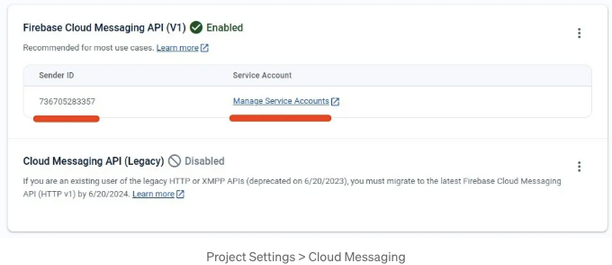 Firebase Cloud Messaging API (V1) Enabled
Recommended for most use cases. Learn more
Sender ID Service Account
736705283357 Manage Service Accounts
Cloud Messaging API (Legacy) Disabled
If you are an existing user of the legacy HTTP or XMPP APIs (deprecated on 6/20/2023), you must migrate to the latest Firebase Cloud Messaging
API (HTTP v1) by 6/20/2024. Learn more
Project Settings > Cloud Messaging